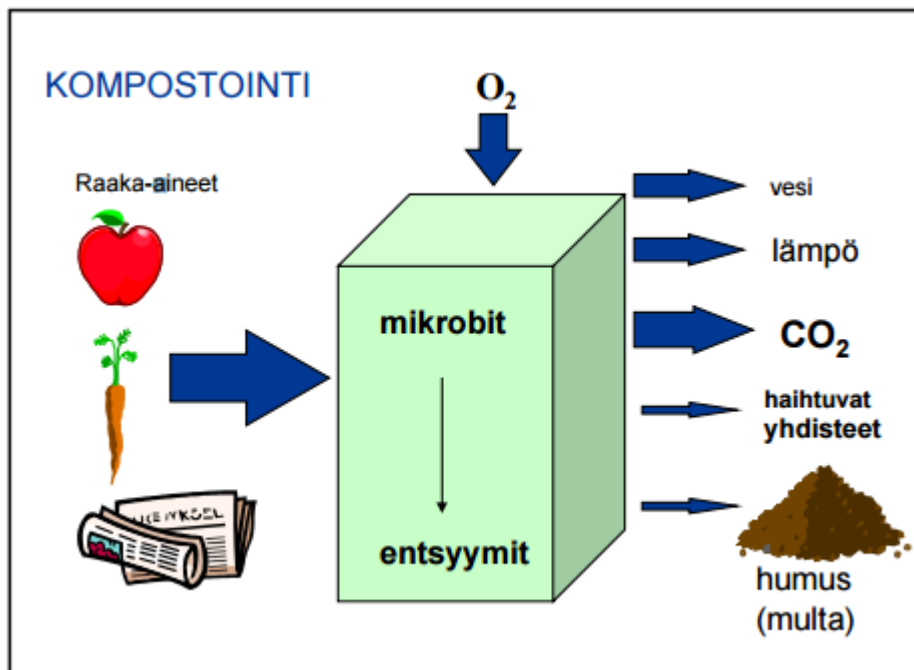 KOMPOSTOINTI
O₂
Raaka-aineet
vesi
lämpö
mikrobit
CO₂
haihtuvat
yhdisteet
entsyymit
humus
(multa)